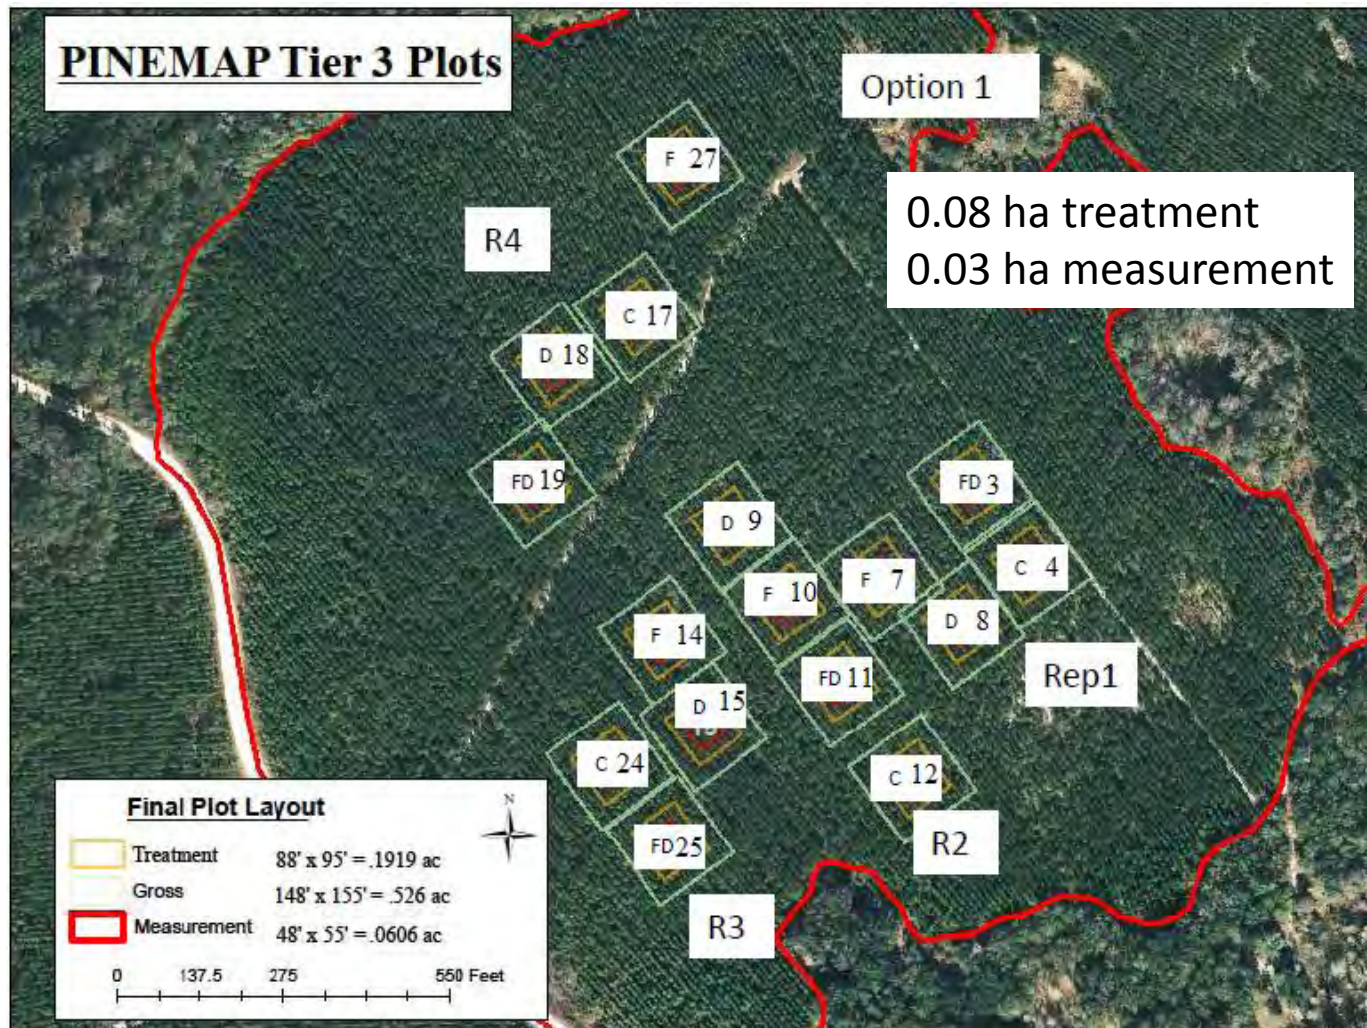 PINEMAP Tier 3 Plots
Option 1
0.08 ha treatment
0.03 ha measurement
F 27
R4
C 17
D 18
FD 19
D 9
FD 3
F 10
F 7
C 4
F 14
D 8
FD 11
Rep1
D 15
C 24
C 12
FD 25
R2
R3
Final Plot Layout
N
Treatment 88' x 95' = .1919 ac
Gross 148' x 155' = .526 ac
Measurement 48' x 55' = .0606 ac
0 137.5 275 550 Feet